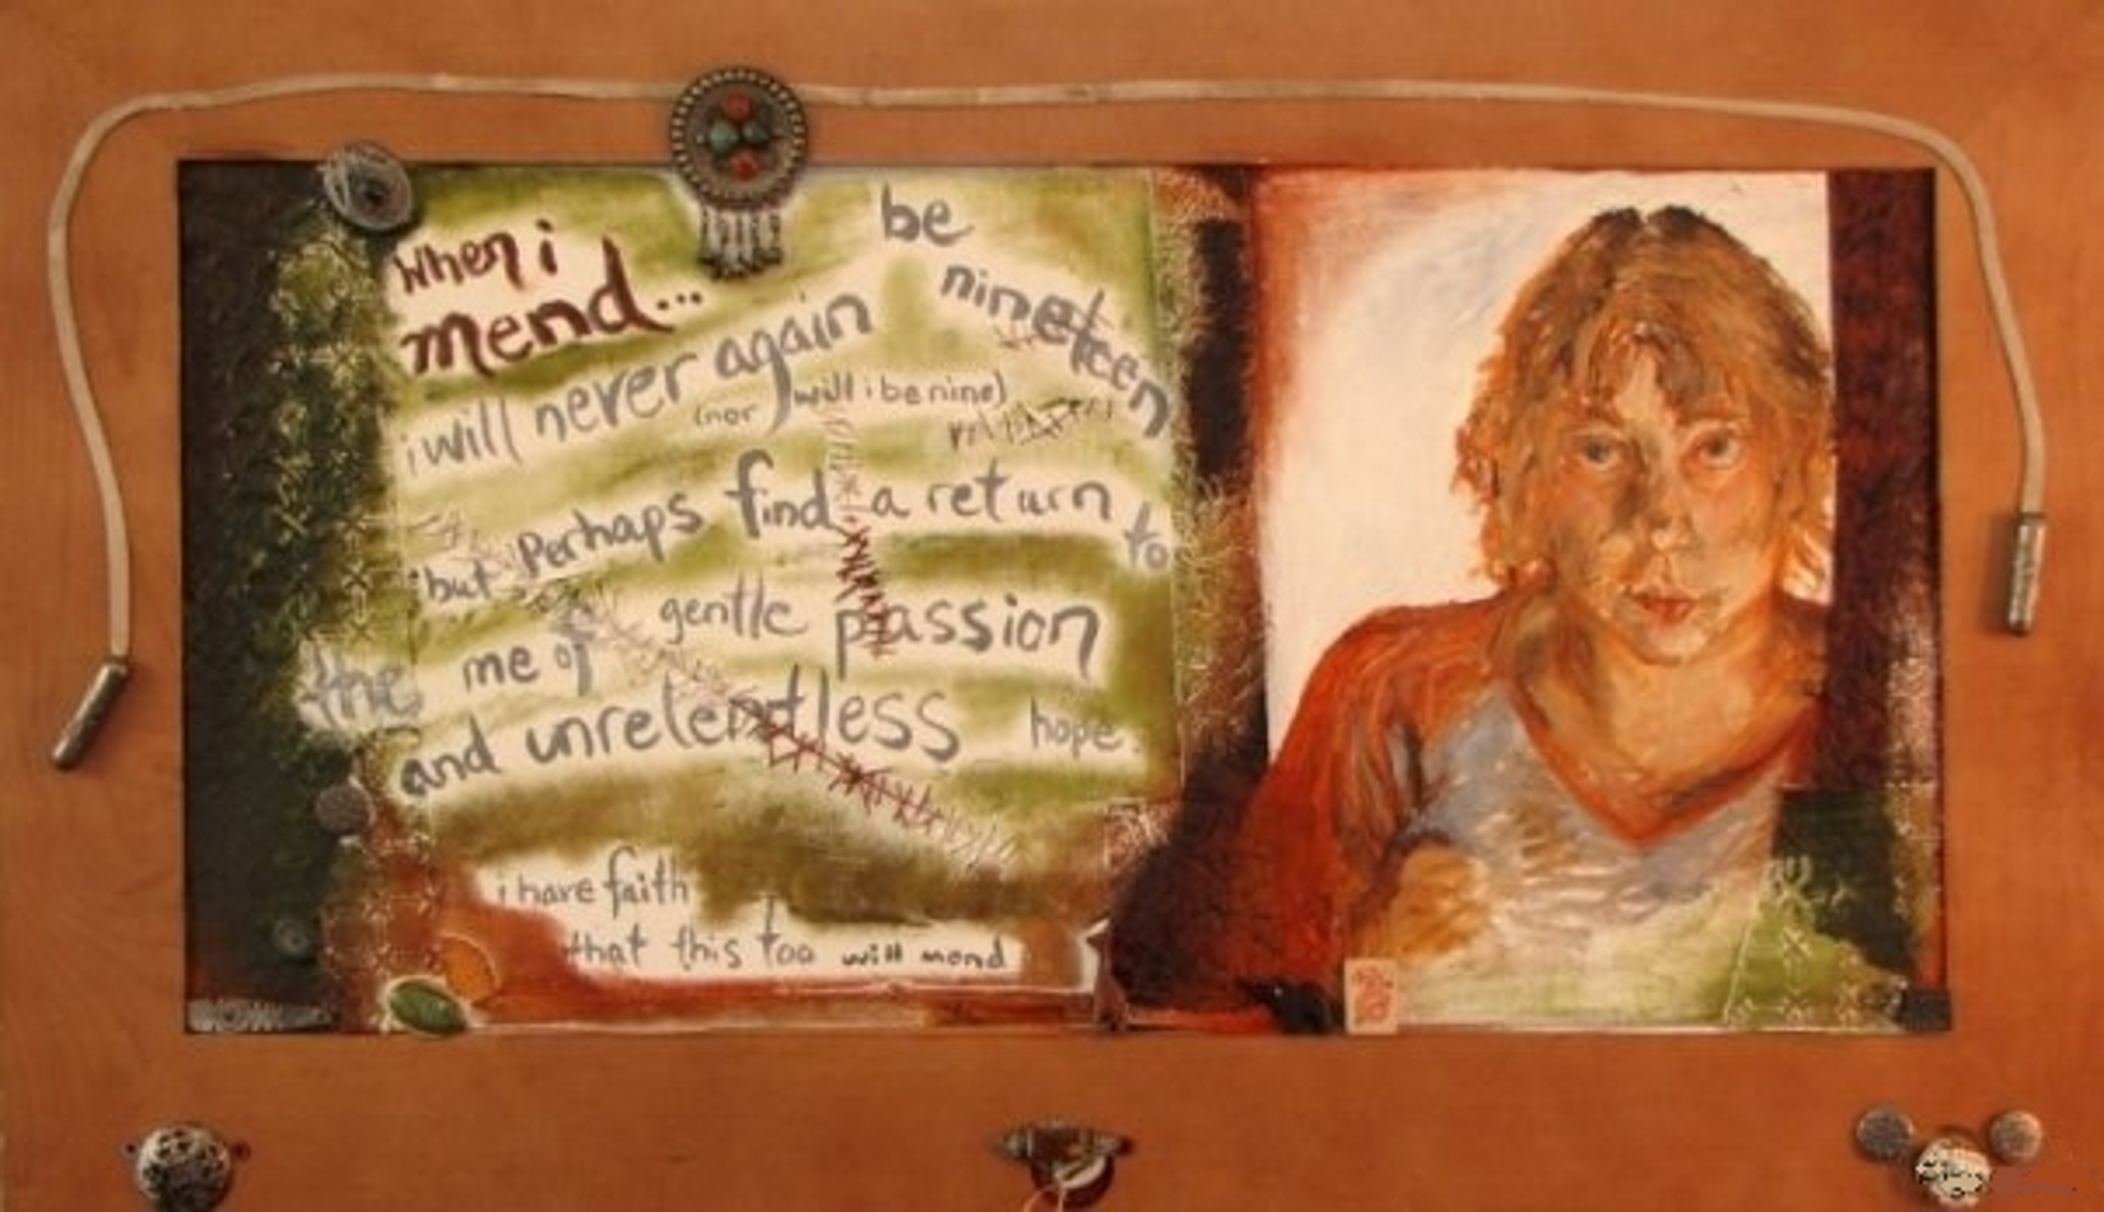 When i
mend...
i will never again be
nineteen
(nor will i be nine)
but perhaps find a return to
the me of gentle passion
and unrelentless hope.
i have faith
that this too will mend